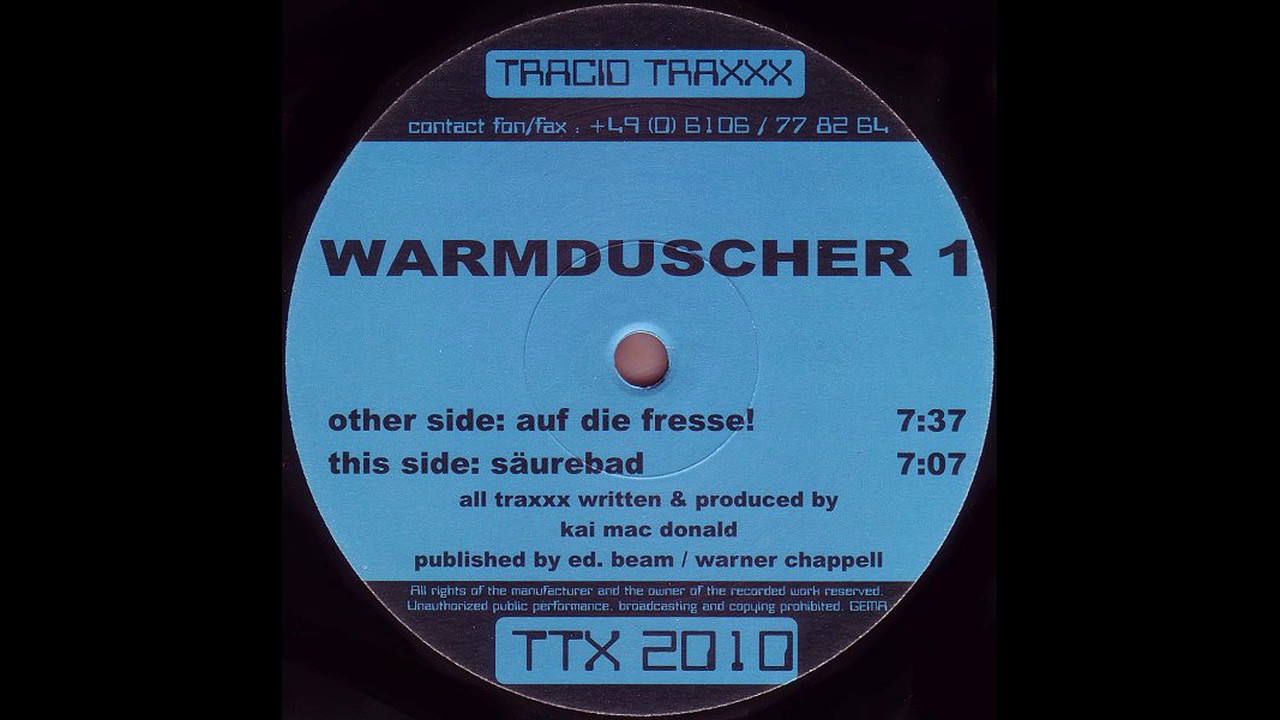 TRACID TRAXXX
contact fon/fax : +49 (0) 6106 / 77 82 64
WARMDUSCHER 1
other side: auf die fresse! 7:37
this side: säurebad 7:07
all traxxx written & produced by
kai mac donald
published by ed. beam / warner chappell
All rights of the manufacturer and the owner of the recorded work reserved.
Unauthorized public performance, broadcasting and copying prohibited. GEMA
TTX 2010